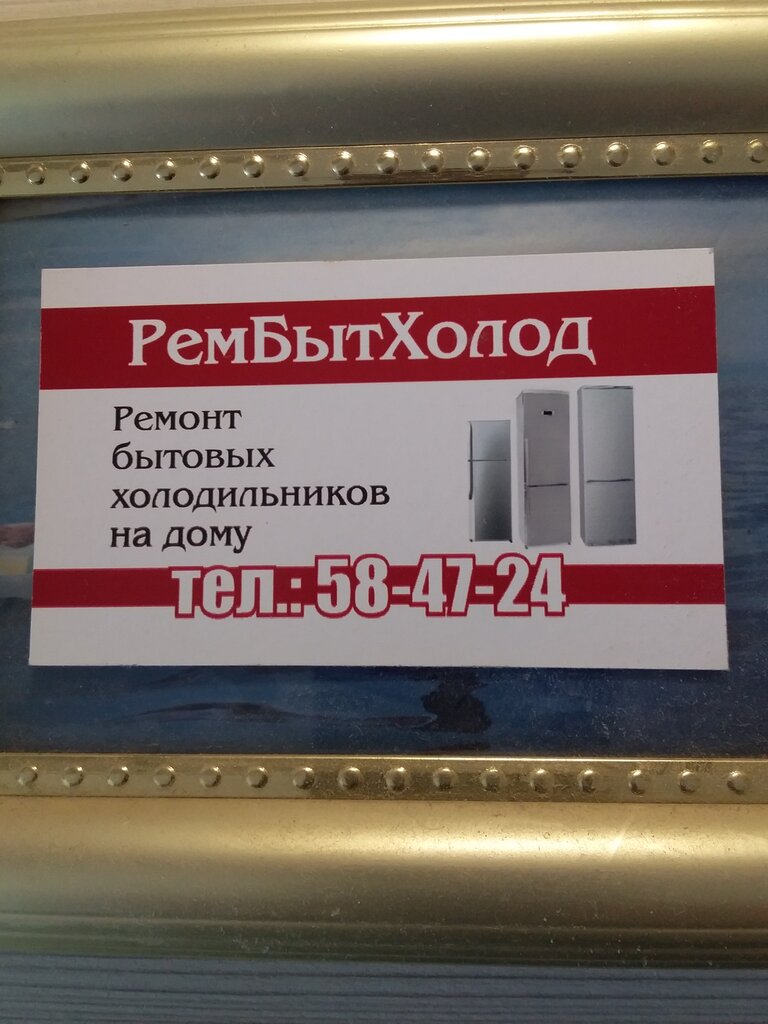 РемБытХолод
Ремонт
бытовых
холодильников
на дому
тел.: 58-47-24